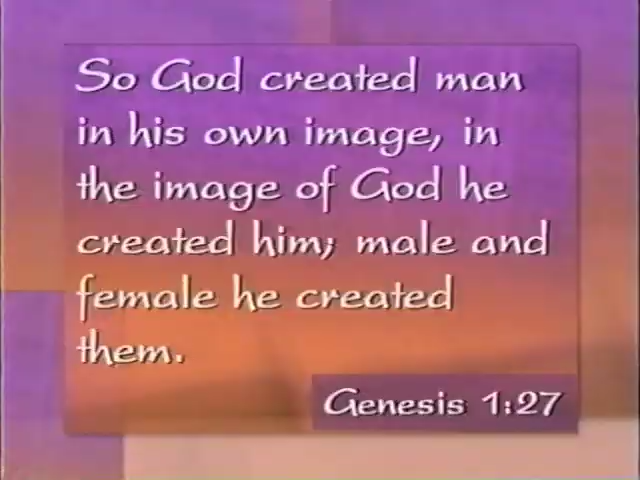 So God created man
in his own image, in
the image of God he
created him; male and
female he created
them.
Genesis 1:27